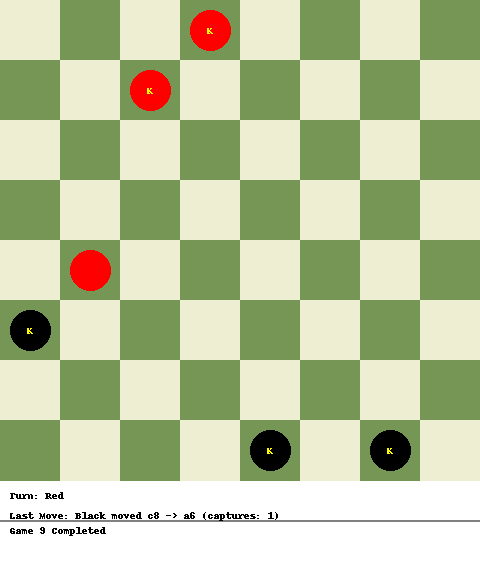 K
K
K
K
K
Turn: Red
Last Move: Black moved c8 -> a6 (captures: 1)
Game 9 Completed